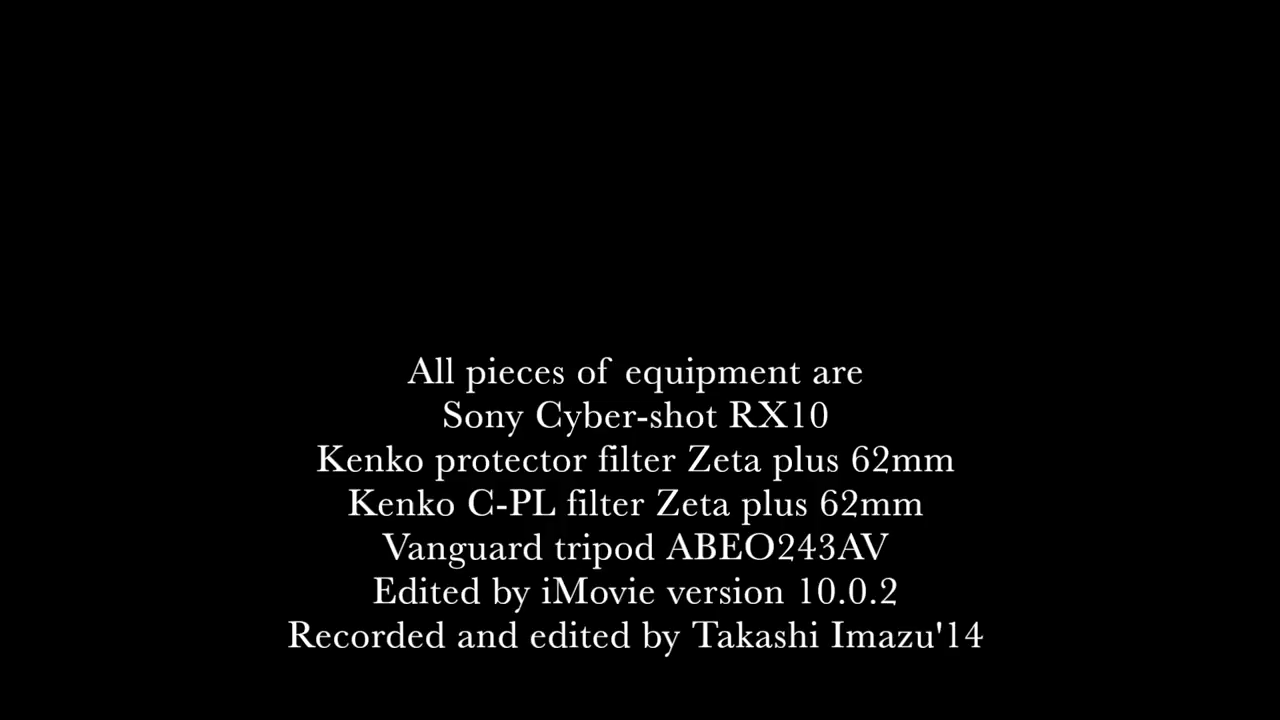 All pieces of equipment are
Sony Cyber-shot RX10
Kenko protector filter Zeta plus 62mm
Kenko C-PL filter Zeta plus 62mm
Vanguard tripod ABEO243AV
Edited by iMovie version 10.0.2
Recorded and edited by Takashi Imazu'14